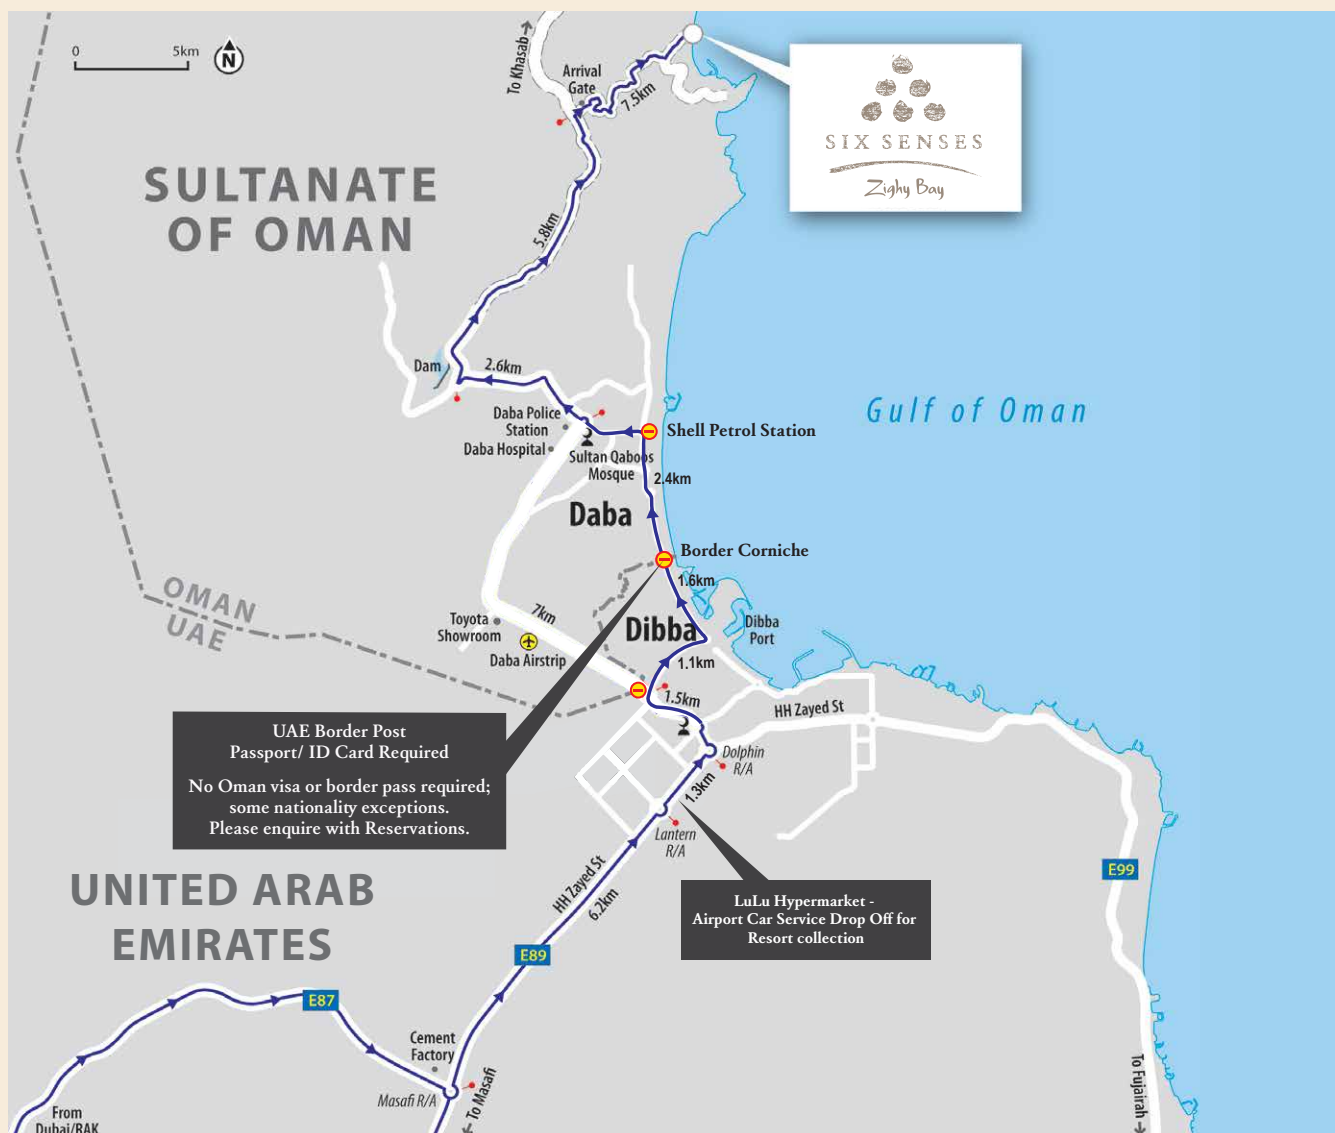 0
5km
N
To Khasab
Arrival
Gate
7.5km
SIX SENSES
Zighy Bay
SULTANATE
OF OMAN
5.8km
Dam
2.6km
Gulf of Oman
Daba Police
Station
Daba Hospital
Shell Petrol Station
Sultan Qaboos
Mosque
2.4km
Daba
Border Corniche
1.6km
OMAN
UAE
7km
Toyota
Showroom
Daba Airstrip
Dibba
Dibba
Port
1.1km
1.5km
HH Zayed St
UAE Border Post
Passport/ ID Card Required
No Oman visa or border pass required;
some nationality exceptions.
Please enquire with Reservations.
Dolphin
R/A
1.3km
Lantern
R/A
HH Zayed St
6.2km
E99
UNITED ARAB
EMIRATES
LuLu Hypermarket -
Airport Car Service Drop Off for
Resort collection
E89
E87
Cement
Factory
Masafi R/A
To Masafi
To Fujairah
From
Dubai/RAK